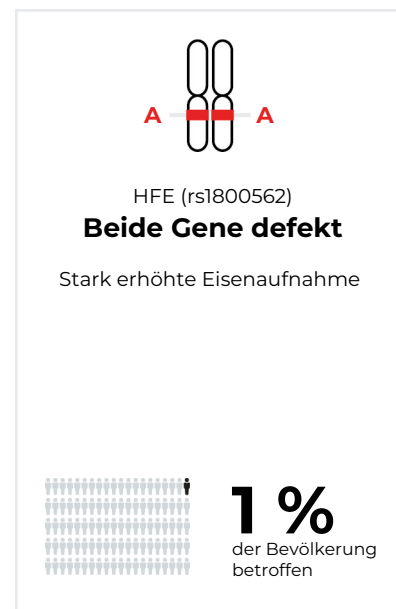 A A
HFE (rs1800562)
Beide Gene defekt
Stark erhöhte Eisenaufnahme
1 %
der Bevölkerung
betroffen